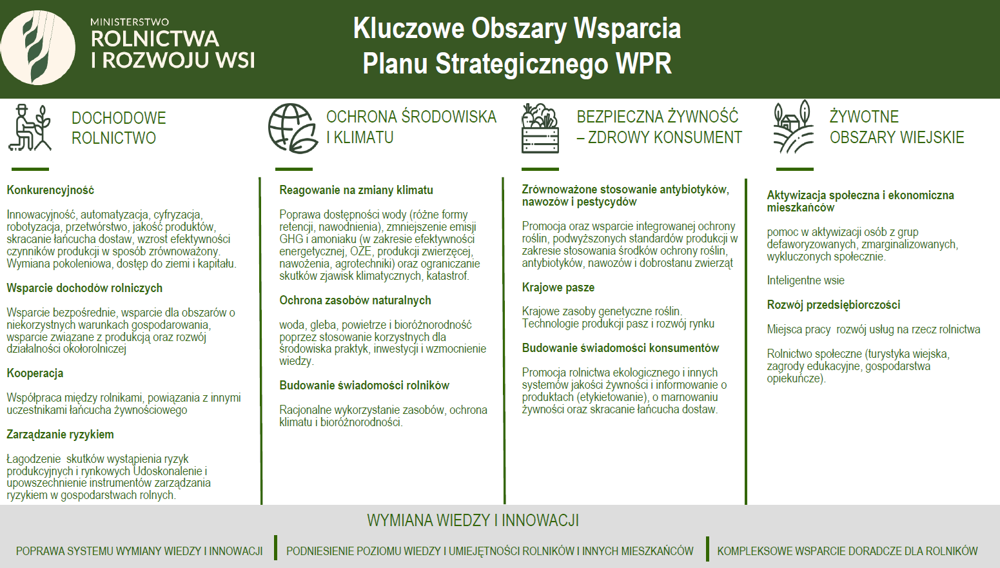 MINISTERSTWO
ROLNICTWA
I ROZWOJU WSI
Kluczowe Obszary Wsparcia
Planu Strategicznego WPR
DOCHODOWE
ROLNICTWO
Konkurencyjność
Innowacyjność, automatyzacja, cyfryzacja,
robotyzacja, przetwórstwo, jakość produktów,
skracanie łańcucha dostaw, wzrost efektywności
czynników produkcji w sposób zrównoważony.
Wymiana pokoleniowa, dostęp do ziemi i kapitału.
Wsparcie dochodów rolniczych
Wsparcie bezpośrednie, wsparcie dla obszarów o
niekorzystnych warunkach gospodarowania,
wsparcie związane z produkcją oraz rozwój
działalności okołorolniczej
Kooperacja
Współpraca między rolnikami, powiązania z innymi
uczestnikami łańcucha żywnościowego
Zarządzanie ryzykiem
Łagodzenie  skutków wystąpienia ryzyk
produkcyjnych i rynkowych Udoskonalenie i
upowszechnienie instrumentów zarządzania
ryzykiem w gospodarstwach rolnych.
OCHRONA ŚRODOWISKA
I KLIMATU
Reagowanie na zmiany klimatu
Poprawa dostępności wody (różne formy
retencji, nawodnienia), zmniejszenie emisji
GHG i amoniaku (w zakresie efektywności
energetycznej, OZE, produkcji zwierzęcej,
nawożenia, agrotechniki) oraz ograniczanie
skutków zjawisk klimatycznych, katastrof.
Ochrona zasobów naturalnych
woda, gleba, powietrze i bioróżnorodność
poprzez stosowanie korzystnych dla
środowiska praktyk, inwestycji i wzmocnienie
wiedzy.
Budowanie świadomości rolników
Racjonalne wykorzystanie zasobów, ochrona
klimatu i bioróżnorodności.
BEZPIECZNA ŻYWNOŚĆ
– ZDROWY KONSUMENT
Zrównoważone stosowanie antybiotyków,
nawozów i pestycydów
Promocja oraz wsparcie integrowanej ochrony
roślin, podwyższonych standardów produkcji w
zakresie stosowania środków ochrony roślin,
antybiotyków, nawozów i dobrostanu zwierząt
Krajowe pasze
Krajowe zasoby genetyczne roślin.
Technologie produkcji pasz i rozwój rynku
Budowanie świadomości konsumentów
Promocja rolnictwa ekologicznego i innych
systemów jakości żywności i informowanie o
produktach (etykietowanie), o marnowaniu
żywności oraz skracanie łańcucha dostaw.
ŻYWOTNE
OBSZARY WIEJSKIE
Aktywizacja społeczna i ekonomiczna
mieszkańców
pomoc w aktywizacji osób z grup
defaworyzowanych, zmarginalizowanych,
wykluczonych społecznie.
Inteligentne wsie
Rozwój przedsiębiorczości
Miejsca pracy  rozwój usług na rzecz rolnictwa
Rolnictwo społeczne (turystyka wiejska,
zagrody edukacyjne, gospodarstwa
opiekuńcze).
WYMIANA WIEDZY I INNOWACJI
POPRAWA SYSTEMU WYMIANY WIEDZY I INNOWACJI
PODNIESIENIE POZIOMU WIEDZY I UMIEJĘTNOŚCI ROLNIKÓW I INNYCH MIESZKAŃCÓW
KOMPLEKSOWE WSPARCIE DORADCZE DLA ROLNIKÓW